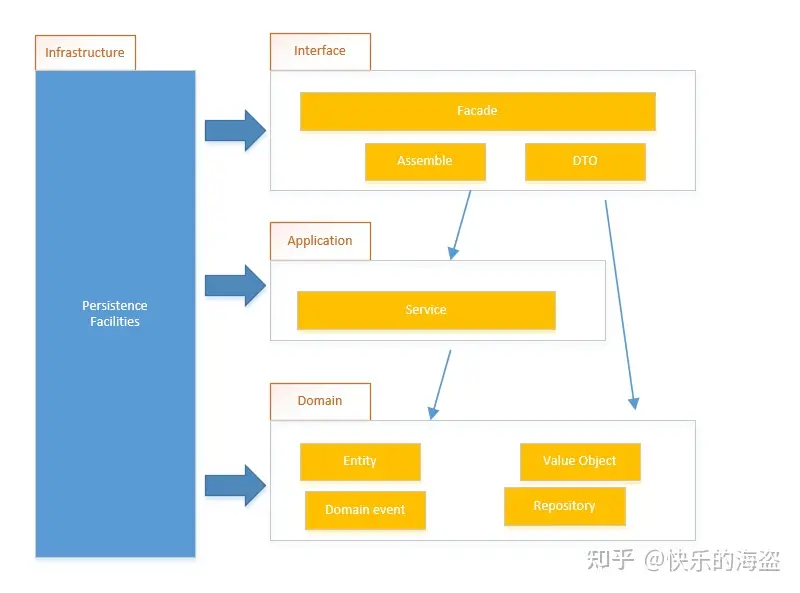 Infrastructure
Interface
Facade
Assemble
DTO
Application
Persistence
Facilities
Service
Domain
Entity
Value Object
Domain event
Repository
知乎 @快乐的海盗